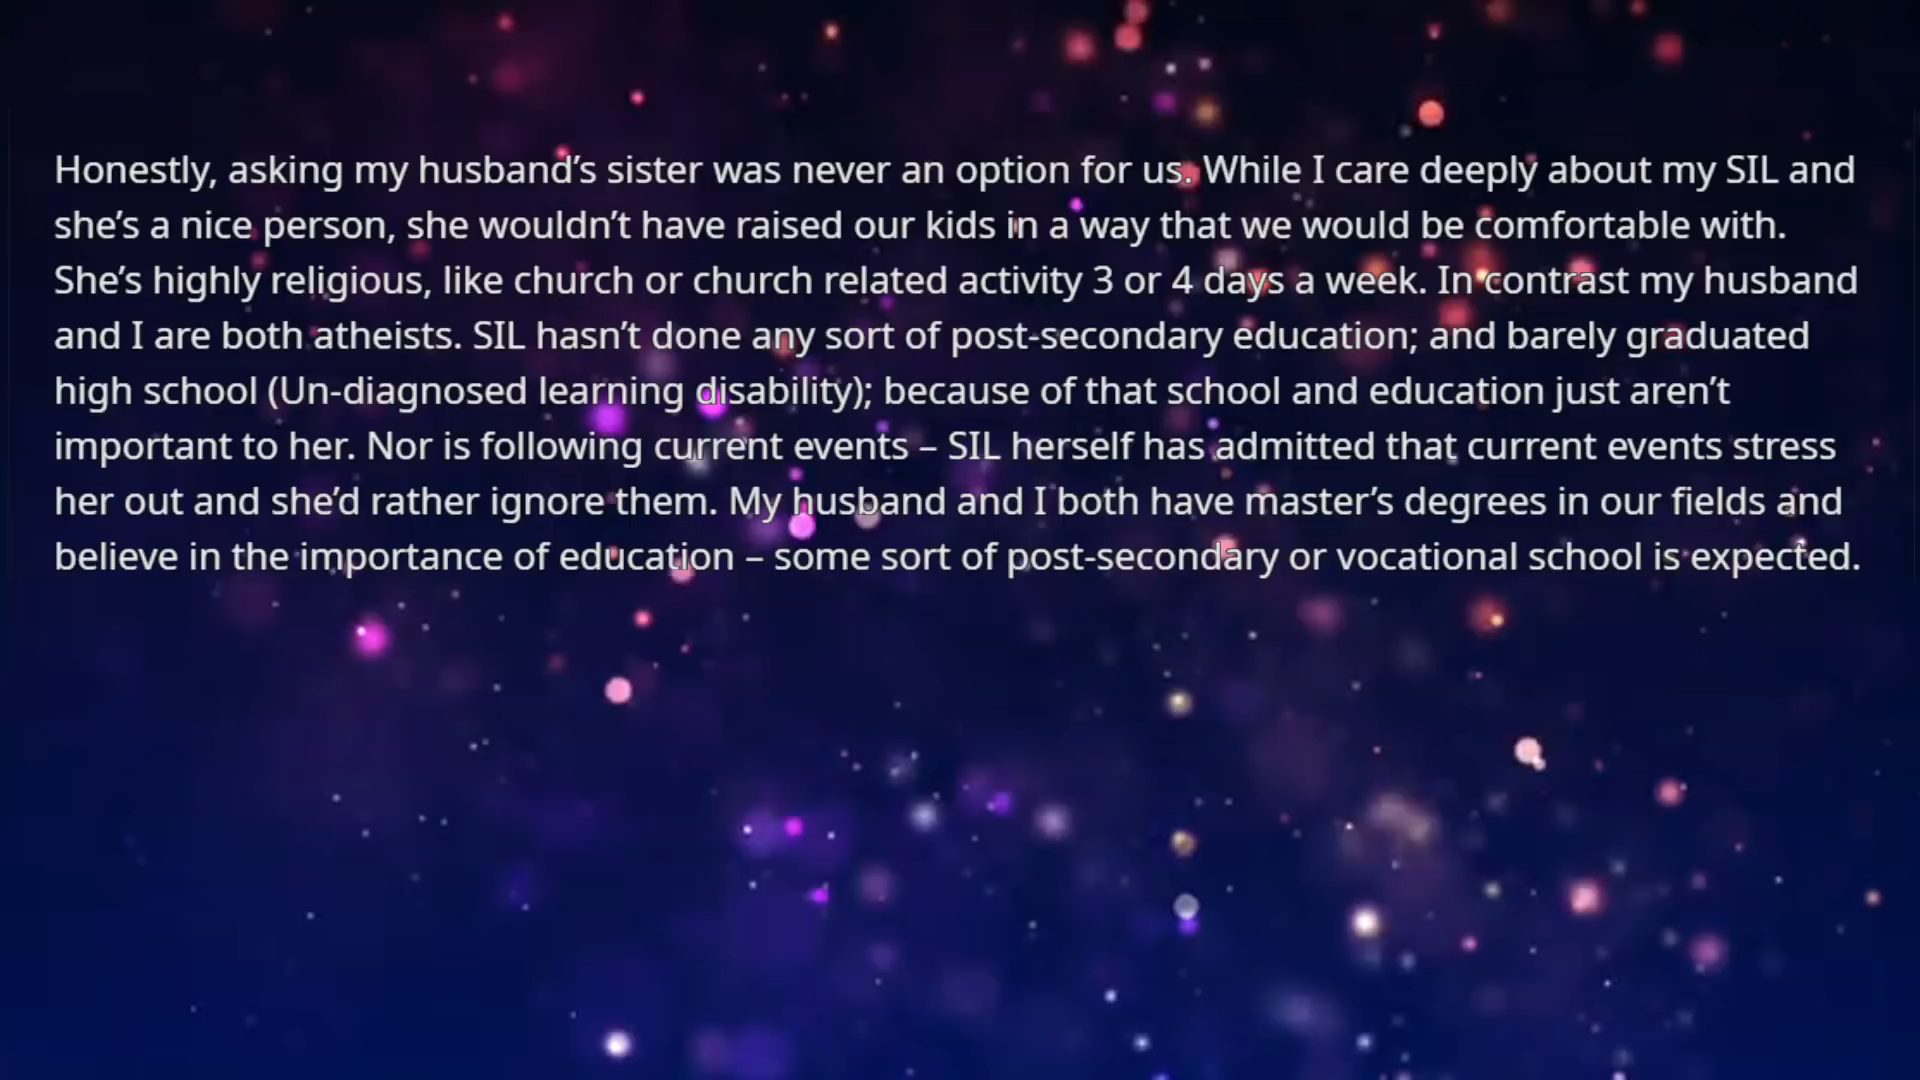 Honestly, asking my husband’s sister was never an option for us. While I care deeply about my SIL and
she’s a nice person, she wouldn’t have raised our kids in a way that we would be comfortable with.
She’s highly religious, like church or church related activity 3 or 4 days a week. In contrast my husband
and I are both atheists. SIL hasn’t done any sort of post-secondary education; and barely graduated
high school (Un-diagnosed learning disability); because of that school and education just aren’t
important to her. Nor is following current events – SIL herself has admitted that current events stress
her out and she’d rather ignore them. My husband and I both have master’s degrees in our fields and
believe in the importance of education – some sort of post-secondary or vocational school is expected.